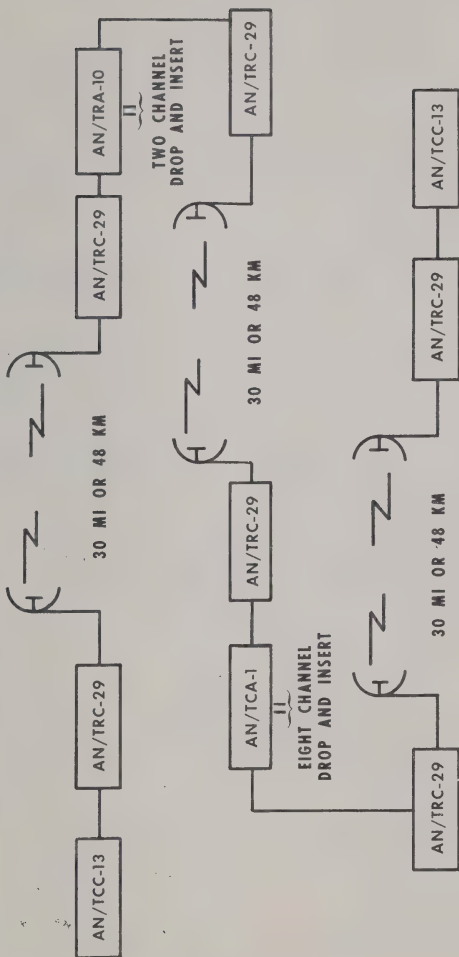 AN/TCC-13
AN/TRC-29
30 MI OR 48 KM
AN/TRC-29
AN/TRA-10
TWO CHANNEL
DROP AND INSERT
AN/TRC-29
30 MI OR 48 KM
AN/TRC-29
AN/TCA-1
EIGHT CHANNEL
DROP AND INSERT
AN/TRC-29
30 MI OR 48 KM
AN/TRC-29
AN/TCC-13